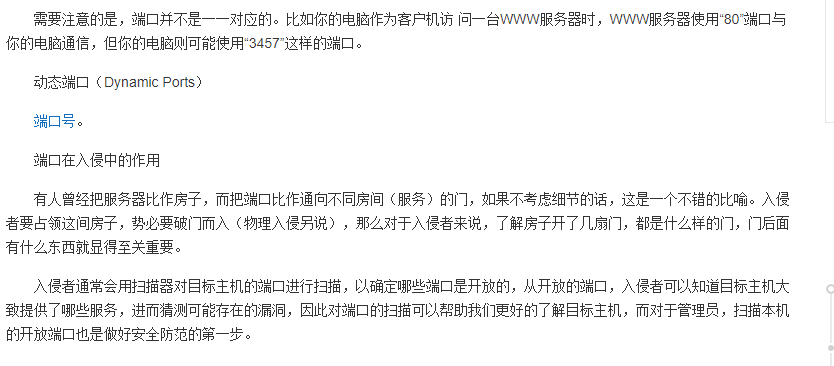 需要注意的是，端口并不是一一对应的。比如你的电脑作为客户机访 问一台WWW服务器时，WWW服务器使用“80”端口与
你的电脑通信，但你的电脑则可能使用“3457”这样的端口。
动态端口（Dynamic Ports）
端口号。
端口在入侵中的作用
有人曾经把服务器比作房子，而把端口比作通向不同房间（服务）的门，如果不考虑细节的话，这是一个不错的比喻。入侵
者要占领这间房子，势必要破门而入（物理入侵另说），那么对于入侵者来说，了解房子开了几扇门，都是什么样的门，门后面
有什么东西就显得至关重要。
入侵者通常会用扫描器对目标主机的端口进行扫描，以确定哪些端口是开放的，从开放的端口，入侵者可以知道目标主机大
致提供了哪些服务，进而猜测可能存在的漏洞，因此对端口的扫描可以帮助我们更好的了解目标主机，而对于管理员，扫描本机
的开放端口也是做好安全防范的第一步。